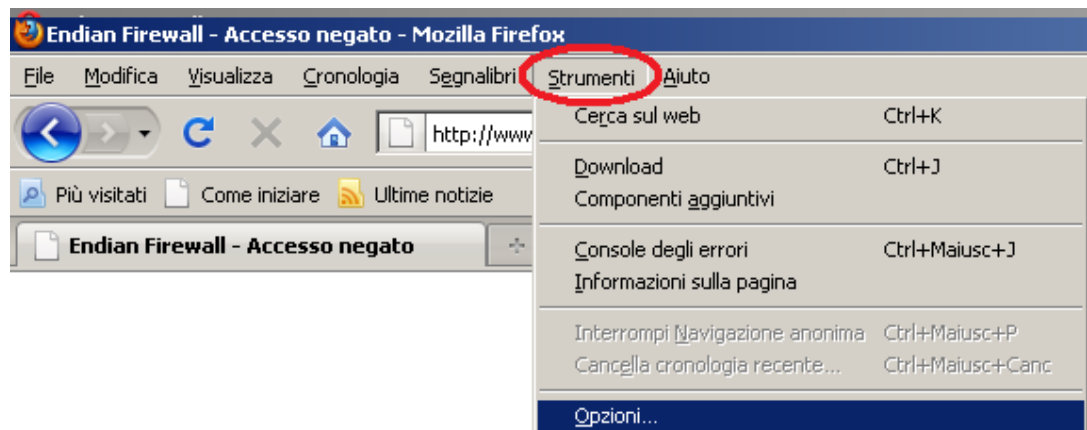 Endian Firewall - Accesso negato - Mozilla Firefox
File Modifica Visualizza Cronologia Segnalibri Strumenti Aiuto
http://www
Più visitati Come iniziare Ultime notizie
Endian Firewall - Accesso negato
Cerca sul web Ctrl+K
Download Ctrl+J
Componenti aggiuntivi
Console degli errori Ctrl+Maiusc+J
Informazioni sulla pagina
Interrompi Navigazione anonima Ctrl+Maiusc+P
Cancella cronologia recente... Ctrl+Maiusc+Canc
Opzioni...